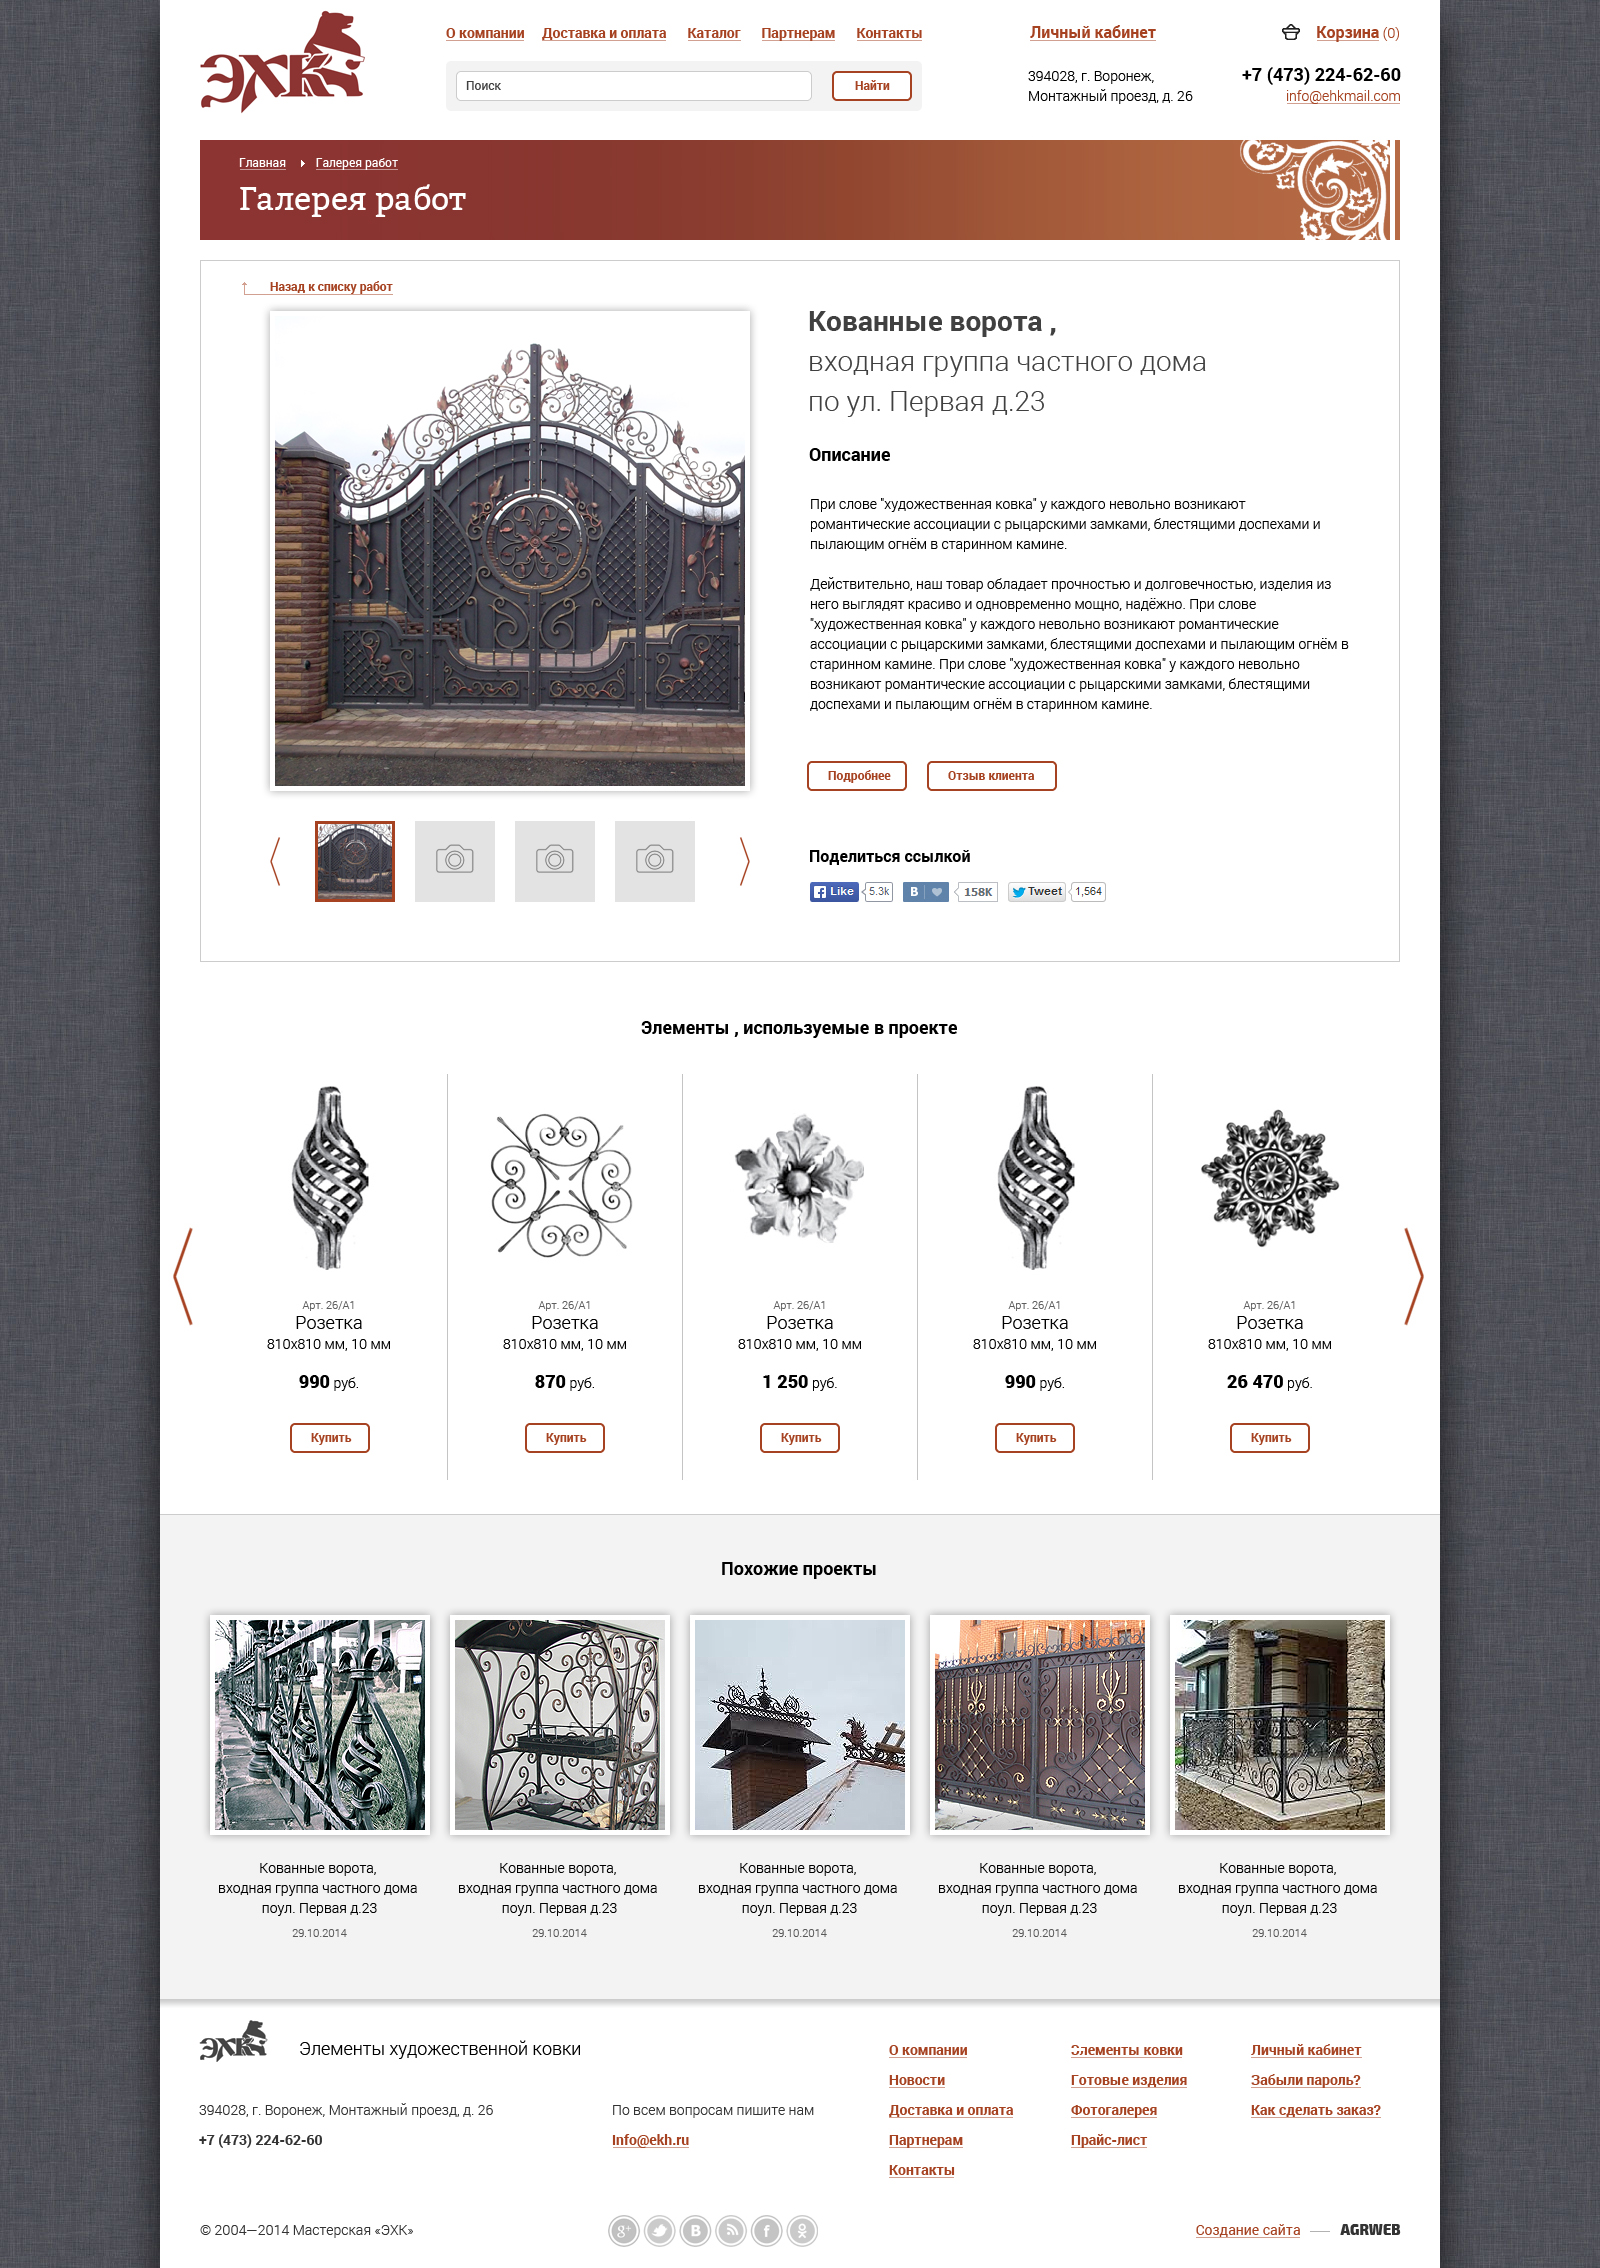 ЭХК
О компании Доставка и оплата Каталог Партнерам Контакты
Личный кабинет
Корзина (0)
Поиск
Найти
394028, г. Воронеж,
Монтажный проезд, д. 26
+7 (473) 224-62-60
info@ehkmail.com
Главная Галерея работ
Галерея работ
Назад к списку работ
Кованные ворота ,
входная группа частного дома
по ул. Первая д.23
Описание
При слове "художественная ковка" у каждого невольно возникают
романтические ассоциации с рыцарскими замками, блестящими доспехами и
пылающим огнём в старинном камине.
Действительно, наш товар обладает прочностью и долговечностью, изделия из
него выглядят красиво и одновременно мощно, надёжно. При слове
"художественная ковка" у каждого невольно возникают романтические
ассоциации с рыцарскими замками, блестящими доспехами и пылающим огнём в
старинном камине. При слове "художественная ковка" у каждого невольно
возникают романтические ассоциации с рыцарскими замками, блестящими
доспехами и пылающим огнём в старинном камине.
Подробнее
Отзыв клиента
Поделиться ссылкой
Like 5.3k
В 158K
Tweet 1,564
Элементы , используемые в проекте
Арт. 26/А1
Розетка
810х810 мм, 10 мм
990 руб.
Купить
Арт. 26/А1
Розетка
810х810 мм, 10 мм
870 руб.
Купить
Арт. 26/А1
Розетка
810х810 мм, 10 мм
1 250 руб.
Купить
Арт. 26/А1
Розетка
810х810 мм, 10 мм
990 руб.
Купить
Арт. 26/А1
Розетка
810х810 мм, 10 мм
26 470 руб.
Купить
Похожие проекты
Кованные ворота,
входная группа частного дома
поул. Первая д.23
29.10.2014
Кованные ворота,
входная группа частного дома
поул. Первая д.23
29.10.2014
Кованные ворота,
входная группа частного дома
поул. Первая д.23
29.10.2014
Кованные ворота,
входная группа частного дома
поул. Первая д.23
29.10.2014
Кованные ворота,
входная группа частного дома
поул. Первая д.23
29.10.2014
ЭХК
Элементы художественной ковки
394028, г. Воронеж, Монтажный проезд, д. 26
+7 (473) 224-62-60
По всем вопросам пишите нам
Info@ekh.ru
О компании
Новости
Доставка и оплата
Партнерам
Контакты
Элементы ковки
Готовые изделия
Фотогалерея
Прайс-лист
Личный кабинет
Забыли пароль?
Как сделать заказ?
© 2004—2014 Мастерская «ЭХК»
g+ В f
Создание сайта — AGRWEB